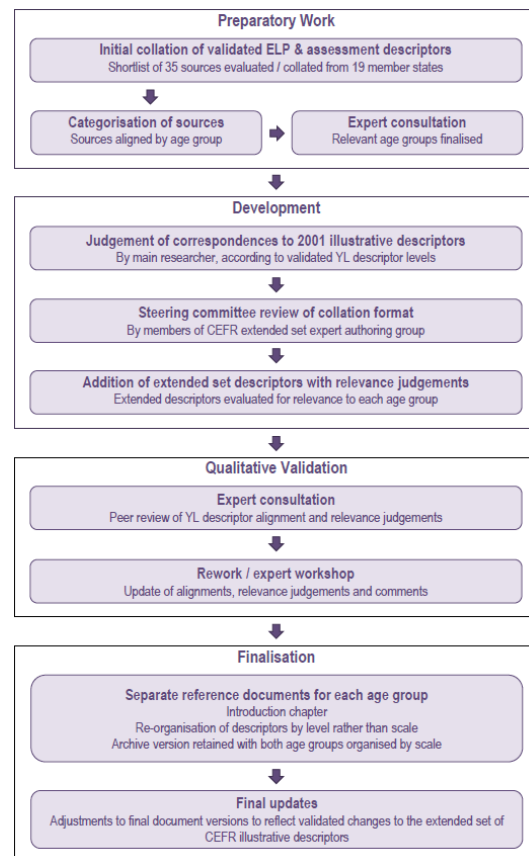 Preparatory Work
Initial collation of validated ELP & assessment descriptors
Shortlist of 35 sources evaluated / collated from 19 member states
Categorisation of sources
Sources aligned by age group
Expert consultation
Relevant age groups finalised
Development
Judgement of correspondences to 2001 illustrative descriptors
By main researcher, according to validated YL descriptor levels
Steering committee review of collation format
By members of CEFR extended set expert authoring group
Addition of extended set descriptors with relevance judgements
Extended descriptors evaluated for relevance to each age group
Qualitative Validation
Expert consultation
Peer review of YL descriptor alignment and relevance judgements
Rework / expert workshop
Update of alignments, relevance judgements and comments
Finalisation
Separate reference documents for each age group
Introduction chapter
Re-organisation of descriptors by level rather than scale
Archive version retained with both age groups organised by scale
Final updates
Adjustments to final document versions to reflect validated changes to the extended set of
CEFR illustrative descriptors